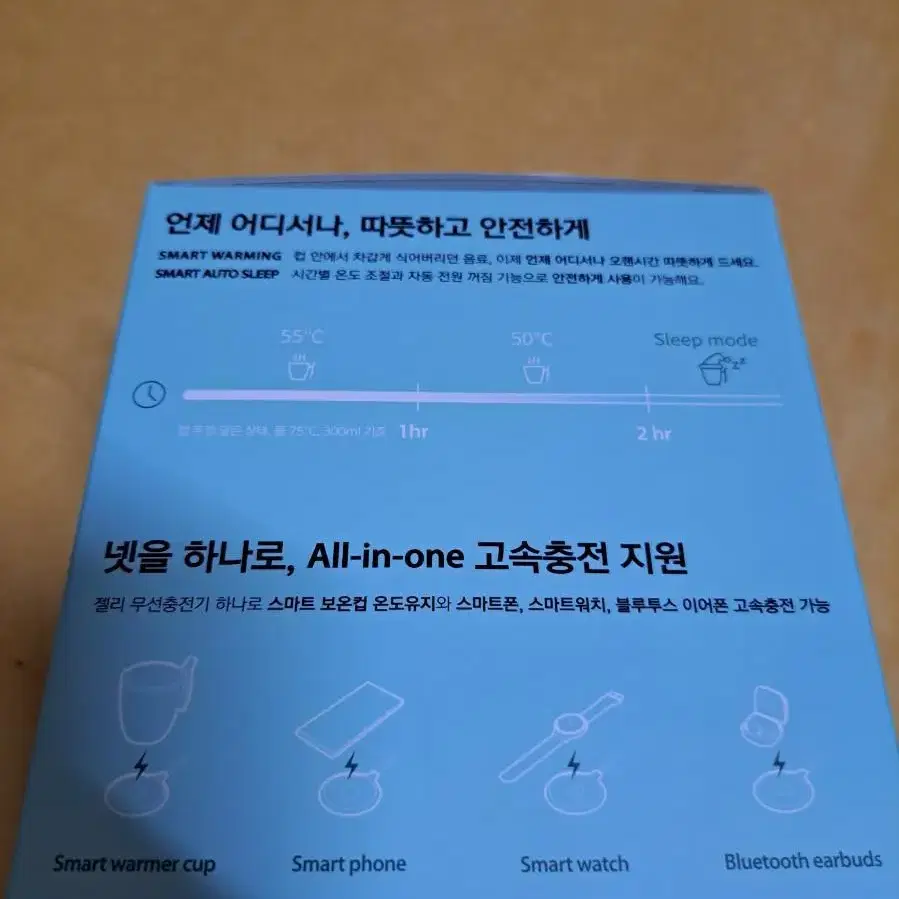 언제 어디서나, 따뜻하고 안전하게
SMART WARMING 컵 안에서 차갑게 식어버리던 음료, 이제 언제 어디서나 오랜시간 따뜻하게 드세요.
SMART AUTO SLEEP 시간별 온도 조절과 자동 전원 꺼짐 기능으로 안전하게 사용이 가능해요.
55°C 50°C Sleep mode
물 75°C, 300ml 기준 1hr 2 hr
넷을 하나로, All-in-one 고속충전 지원
젤리 무선충전기 하나로 스마트 보온컵 온도유지와 스마트폰, 스마트워치, 블루투스 이어폰 고속충전 가능
Smart warmer cup Smart phone Smart watch Bluetooth earbuds